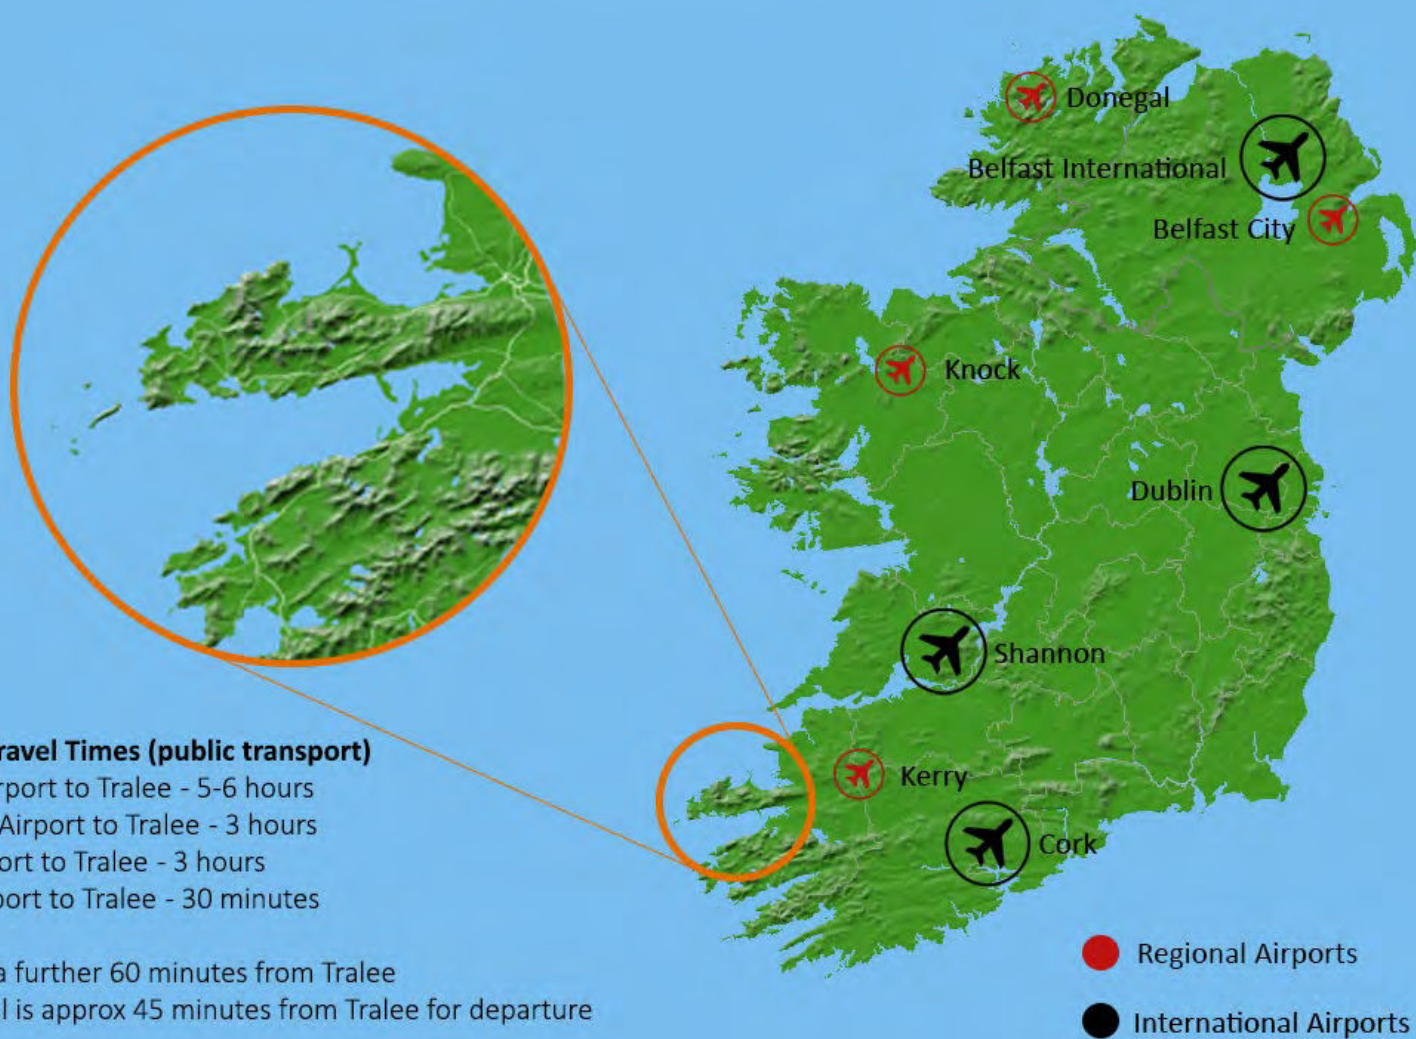 Donegal
Belfast International
Belfast City
Knock
Dublin
Shannon
Kerry
Cork
ravel Times (public transport)
rport to Tralee - 5-6 hours
Airport to Tralee - 3 hours
ort to Tralee - 3 hours
port to Tralee - 30 minutes
a further 60 minutes from Tralee
l is approx 45 minutes from Tralee for departure
Regional Airports
International Airports